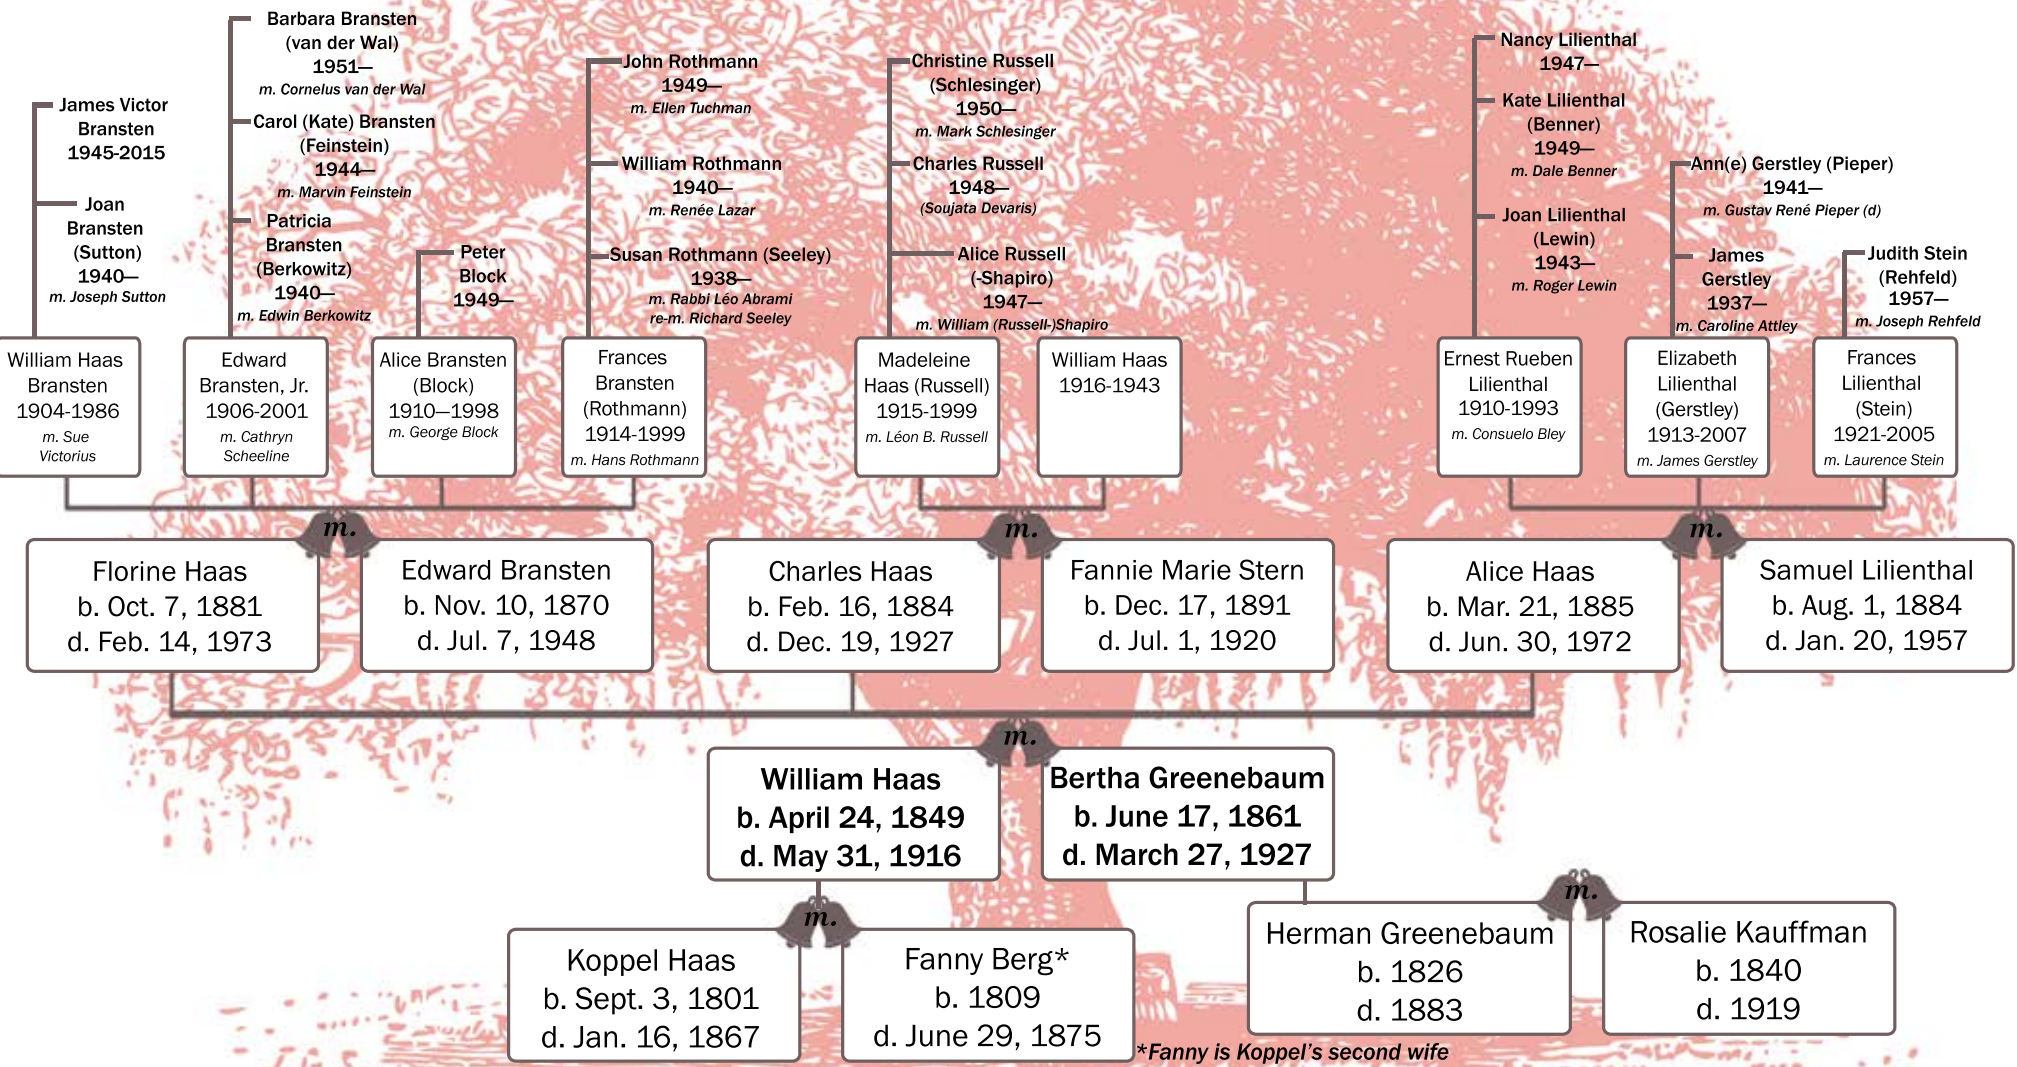 Barbara Bransten
(van der Wal)
1951—
m. Cornelus van der Wal
Carol (Kate) Bransten
(Feinstein)
1944—
m. Marvin Feinstein
Patricia
Bransten
(Berkowitz)
1940—
m. Edwin Berkowitz
James Victor
Bransten
1945-2015
Joan
Bransten
(Sutton)
1940—
m. Joseph Sutton
Peter
Block
1949—
John Rothmann
1949—
m. Ellen Tuchman
William Rothmann
1940—
m. Renée Lazar
Susan Rothmann (Seeley)
1938—
m. Rabbi Léo Abrami
re-m. Richard Seeley
Christine Russell
(Schlesinger)
1950—
m. Mark Schlesinger
Charles Russell
1948—
(Soujata Devaris)
Alice Russell
(-Shapiro)
1947—
m. William (Russell-)Shapiro
Nancy Lilienthal
1947—
Kate Lilienthal
(Benner)
1949—
m. Dale Benner
Joan Lilienthal
(Lewin)
1943—
m. Roger Lewin
Ann(e) Gerstley (Pieper)
1941—
m. Gustav René Pieper (d)
James
Gerstley
1937—
m. Caroline Attley
Judith Stein
(Rehfeld)
1957—
m. Joseph Rehfeld
William Haas
Bransten
1904-1986
m. Sue
Victorius
Edward
Bransten, Jr.
1906-2001
m. Cathryn
Scheeline
Alice Bransten
(Block)
1910—1998
m. George Block
Frances
Bransten
(Rothmann)
1914-1999
m. Hans Rothmann
Madeleine
Haas (Russell)
1915-1999
m. Léon B. Russell
William Haas
1916-1943
Ernest Rueben
Lilienthal
1910-1993
m. Consuelo Bley
Elizabeth
Lilienthal
(Gerstley)
1913-2007
m. James Gerstley
Frances
Lilienthal
(Stein)
1921-2005
m. Laurence Stein
m.
m.
m.
Florine Haas
b. Oct. 7, 1881
d. Feb. 14, 1973
Edward Bransten
b. Nov. 10, 1870
d. Jul. 7, 1948
Charles Haas
b. Feb. 16, 1884
d. Dec. 19, 1927
Fannie Marie Stern
b. Dec. 17, 1891
d. Jul. 1, 1920
Alice Haas
b. Mar. 21, 1885
d. Jun. 30, 1972
Samuel Lilienthal
b. Aug. 1, 1884
d. Jan. 20, 1957
m.
William Haas
b. April 24, 1849
d. May 31, 1916
Bertha Greenebaum
b. June 17, 1861
d. March 27, 1927
m.
m.
Koppel Haas
b. Sept. 3, 1801
d. Jan. 16, 1867
Fanny Berg*
b. 1809
d. June 29, 1875
Herman Greenebaum
b. 1826
d. 1883
Rosalie Kauffman
b. 1840
d. 1919
*Fanny is Koppel's second wife